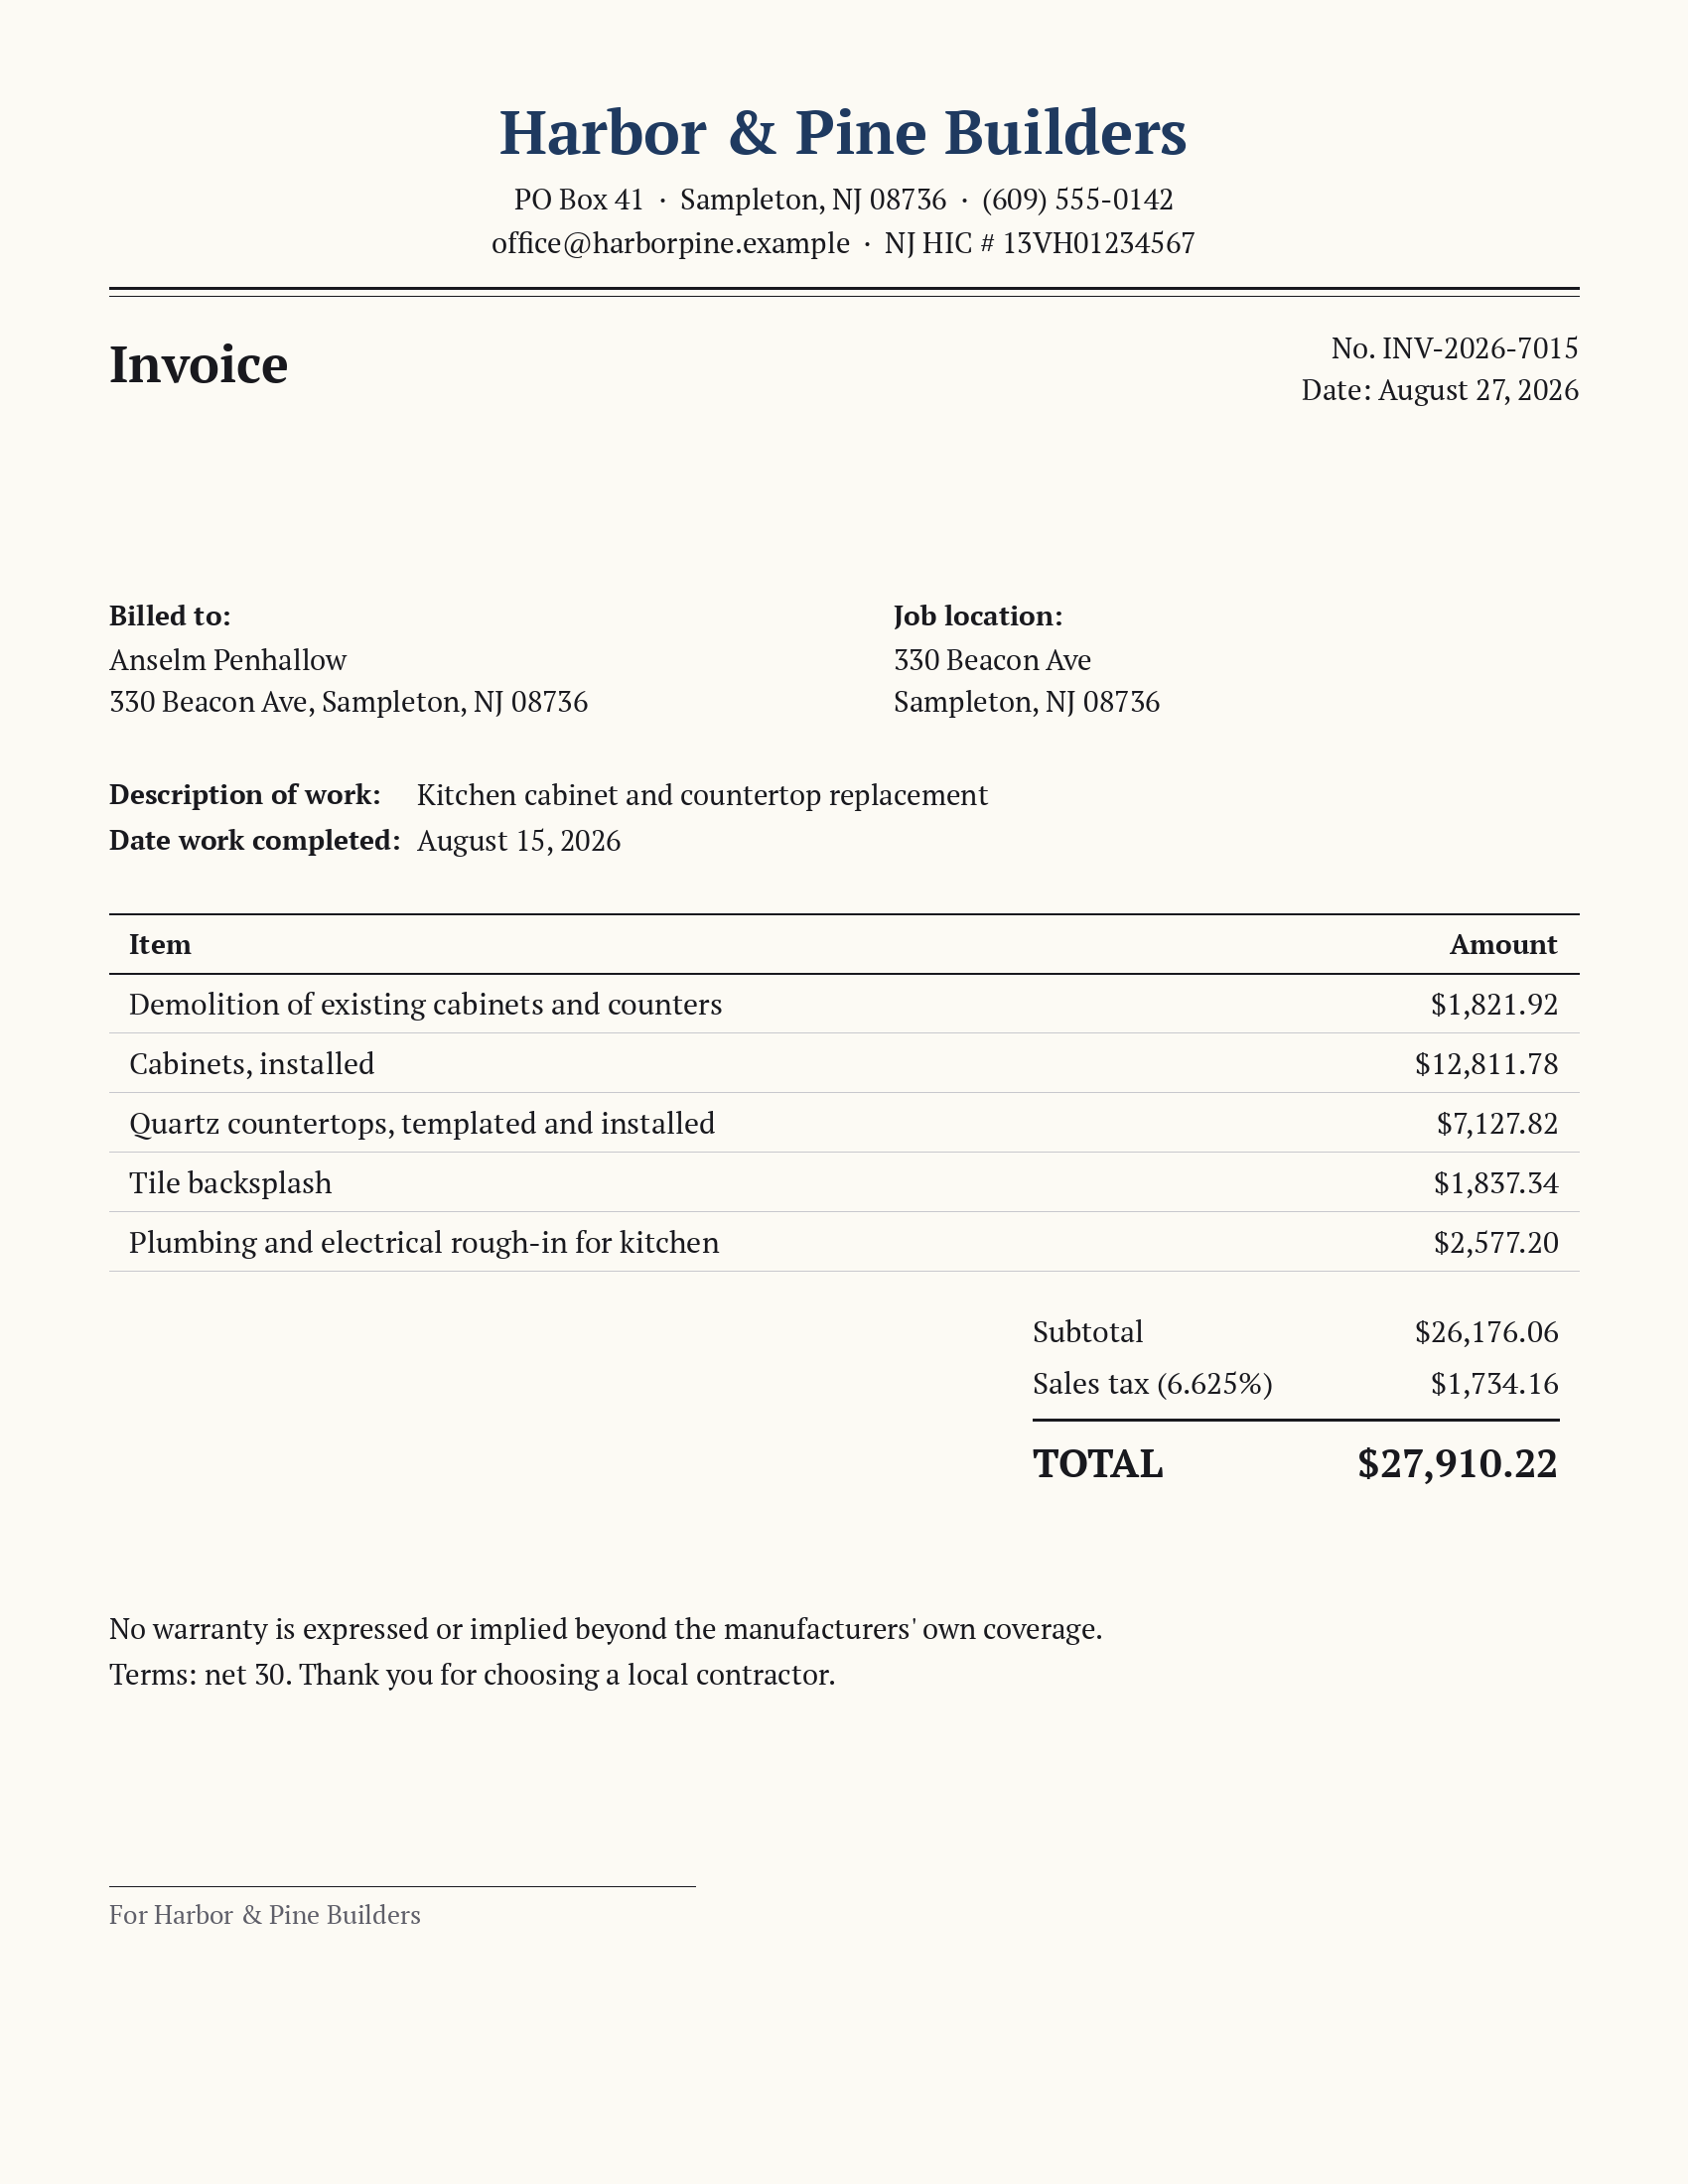 Harbor & Pine Builders
PO Box 41 · Sampleton, NJ 08736 · (609) 555-0142
office@harborpine.example · NJ HIC # 13VH01234567
Invoice
No. INV-2026-7015
Date: August 27, 2026
Billed to:
Anselm Penhallow
330 Beacon Ave, Sampleton, NJ 08736
Job location:
330 Beacon Ave
Sampleton, NJ 08736
Description of work: Kitchen cabinet and countertop replacement
Date work completed: August 15, 2026
Item Amount
Demolition of existing cabinets and counters $1,821.92
Cabinets, installed $12,811.78
Quartz countertops, templated and installed $7,127.82
Tile backsplash $1,837.34
Plumbing and electrical rough-in for kitchen $2,577.20
Subtotal $26,176.06
Sales tax (6.625%) $1,734.16
TOTAL $27,910.22
No warranty is expressed or implied beyond the manufacturers' own coverage.
Terms: net 30. Thank you for choosing a local contractor.
For Harbor & Pine Builders